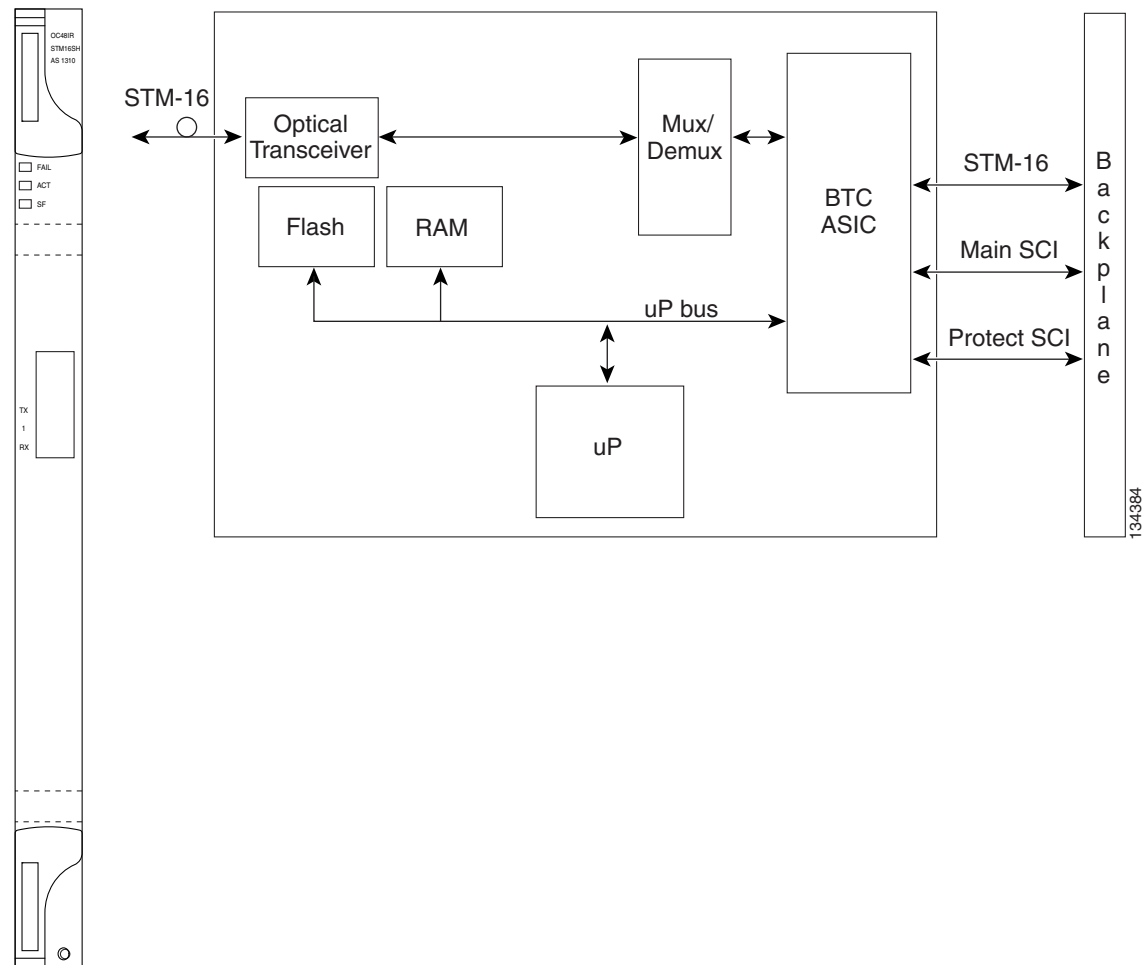 OC48IR
STM16SH
AS 1310
FAIL
ACT
SF
TX
1
RX
STM-16
Optical
Transceiver
Mux/
Demux
Flash
RAM
BTC
ASIC
uP bus
uP
STM-16
Main SCI
Protect SCI
Backplane
134384